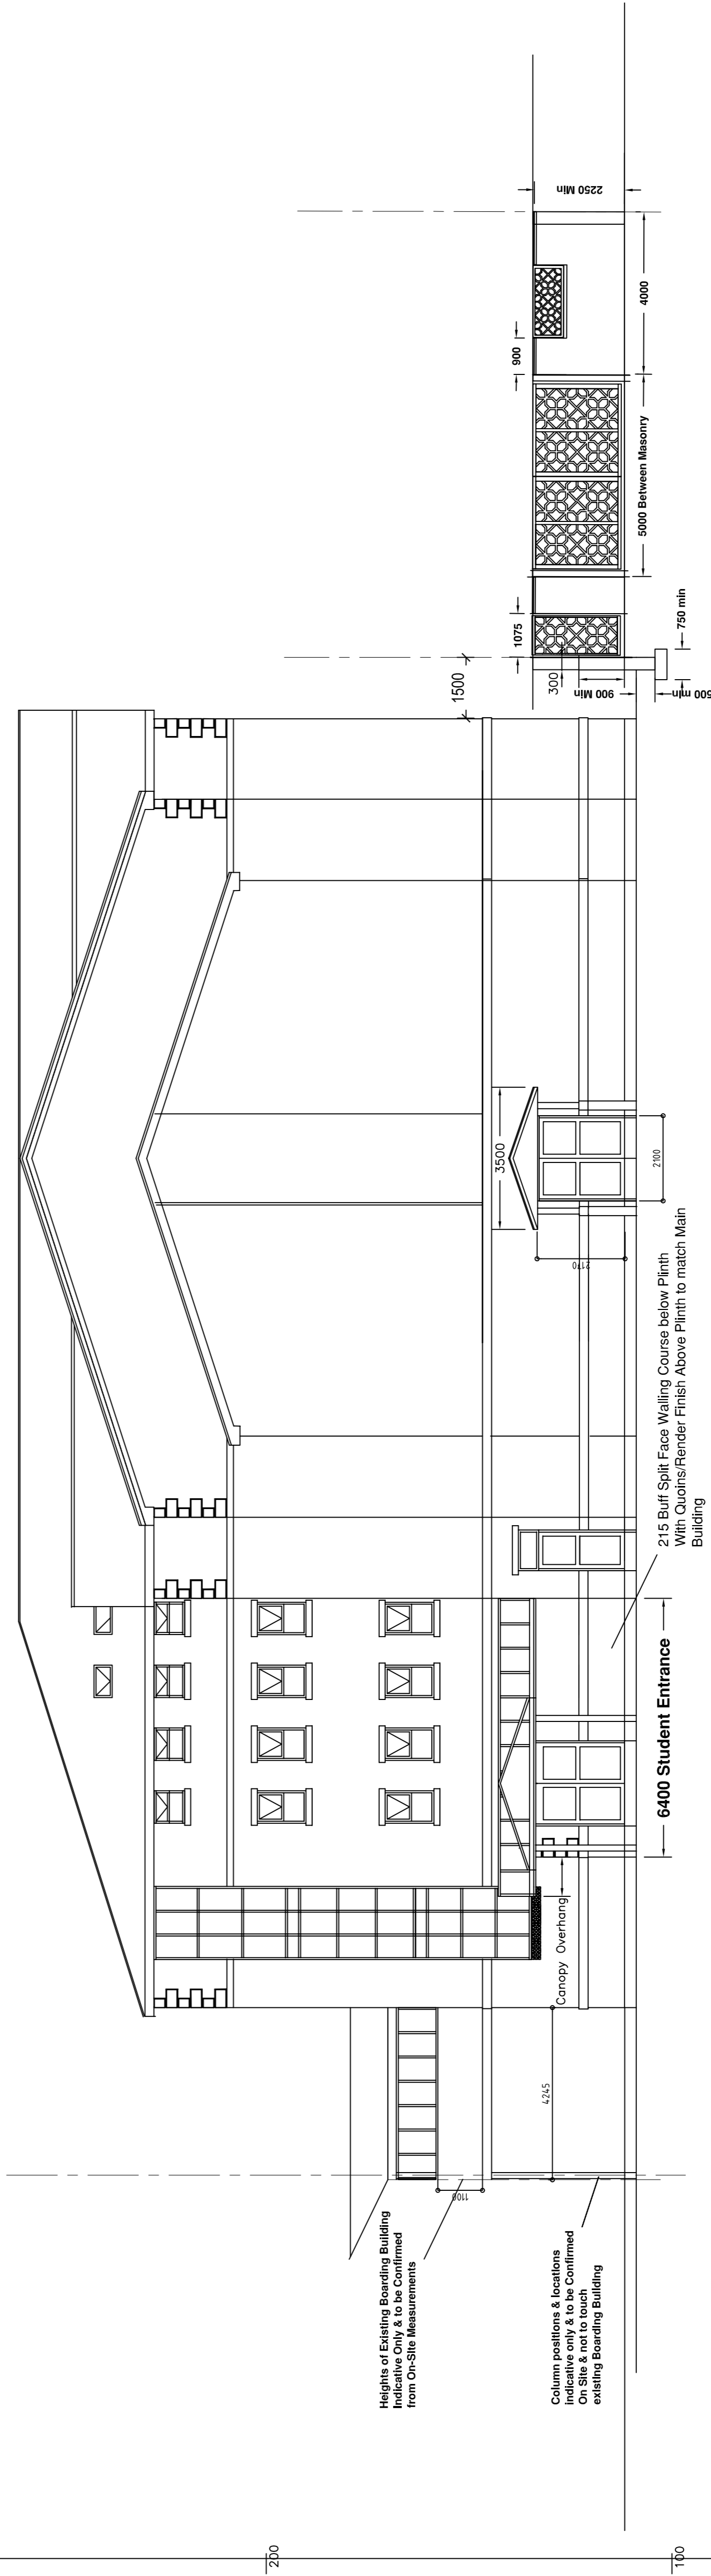 200
100
Heights of Existing Boarding Building
Indicative Only & to be Confirmed
from On-Site Measurements
1100
Column positions & locations
indicative only & to be Confirmed
On Site & not to touch
existing Boarding Building
4245
Canopy Overhang
6400 Student Entrance
215 Buff Split Face Walling Course below Plinth
With Quoins/Render Finish Above Plinth to match Main
Building
3500
2170
2100
1500
300
900 Min
500 min
750 min
1075
5000 Between Masonry
900
4000
2250 Min